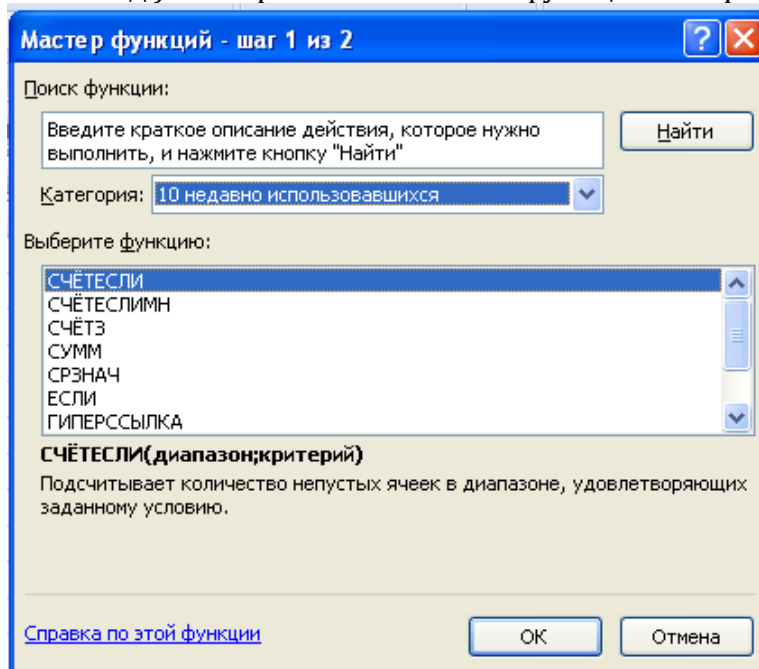 Мастер функций - шаг 1 из 2
Поиск функции:
Введите краткое описание действия, которое нужно
выполнить, и нажмите кнопку "Найти"
Найти
Категория: 10 недавно использовавшихся
Выберите функцию:
СЧЁТЕСЛИ
СЧЁТЕСЛИМН
СЧЁТЗ
СУММ
СРЗНАЧ
ЕСЛИ
ГИПЕРССЫЛКА
СЧЁТЕСЛИ(диапазон;критерий)
Подсчитывает количество непустых ячеек в диапазоне, удовлетворяющих
заданному условию.
Справка по этой функции
ОК
Отмена